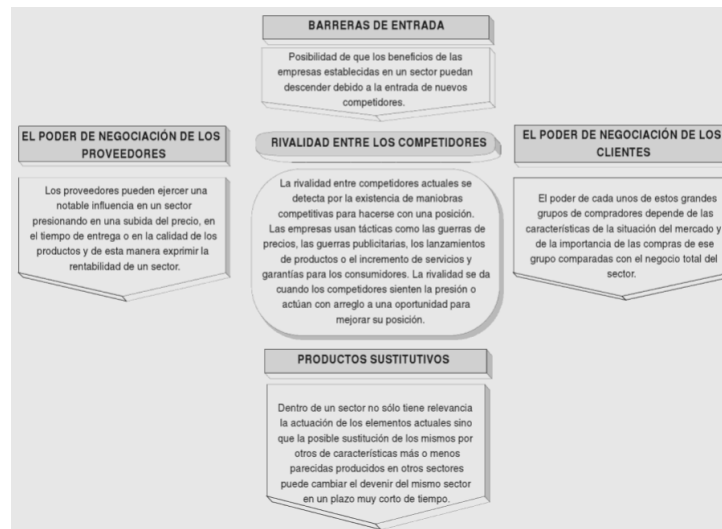 BARRERAS DE ENTRADA
Posibilidad de que los beneficios de las
empresas establecidas en un sector puedan
descender debido a la entrada de nuevos
competidores.
EL PODER DE NEGOCIACIÓN DE LOS
PROVEEDORES
Los proveedores pueden ejercer una
notable influencia en un sector
presionando en una subida del precio, en
el tiempo de entrega o en la calidad de los
productos y de esta manera exprimir la
rentabilidad de un sector.
RIVALIDAD ENTRE LOS COMPETIDORES
La rivalidad entre competidores actuales se
detecta por la existencia de maniobras
competitivas para hacerse con una posición.
Las empresas usan tácticas como las guerras de
precios, las guerras publicitarias, los lanzamientos
de productos o el incremento de servicios y
garantías para los consumidores. La rivalidad se da
cuando los competidores sienten la presión o
actúan con arreglo a una oportunidad para
mejorar su posición.
EL PODER DE NEGOCIACIÓN DE LOS
CLIENTES
El poder de cada unos de estos grandes
grupos de compradores depende de las
características de la situación del mercado y
de la importancia de las compras de ese
grupo comparadas con el negocio total del
sector.
PRODUCTOS SUSTITUTIVOS
Dentro de un sector no sólo tiene relevancia
la actuación de los elementos actuales sino
que la posible sustitución de los mismos por
otros de características más o menos
parecidas producidos en otros sectores
puede cambiar el devenir del mismo sector
en un plazo muy corto de tiempo.